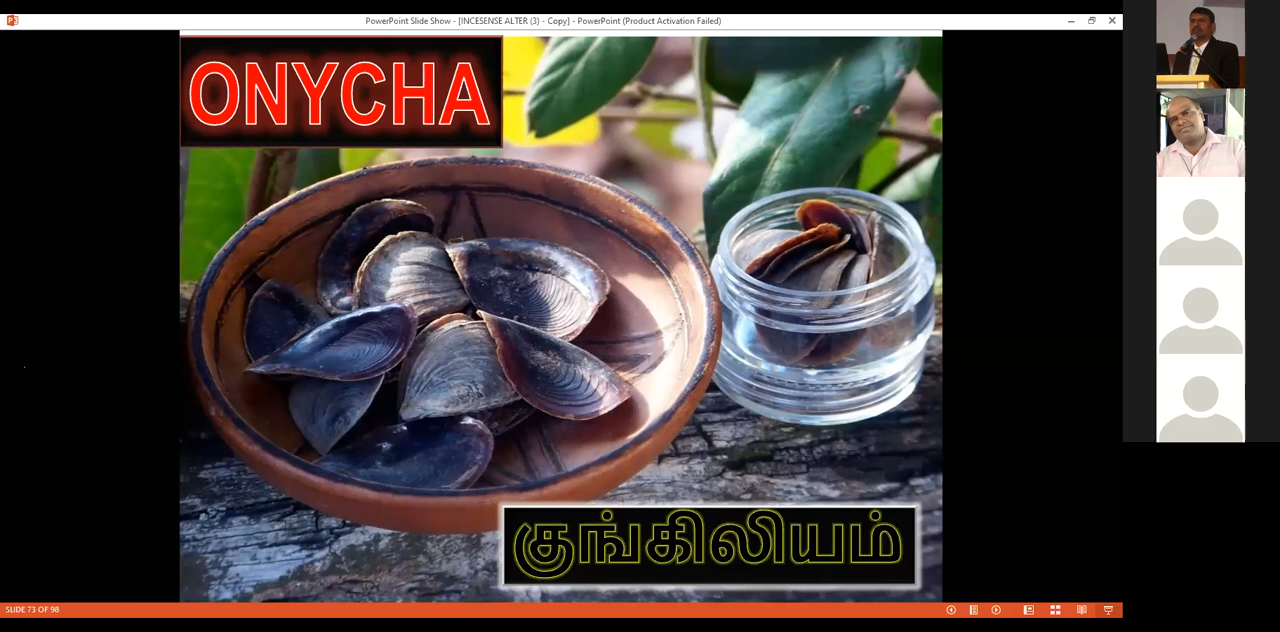 PowerPoint Slide Show - [INCESENSE ALTER (3) - Copy] - PowerPoint (Product Activation Failed)
ONYCHA
குங்கிலியம்
SLIDE 73 OF 98